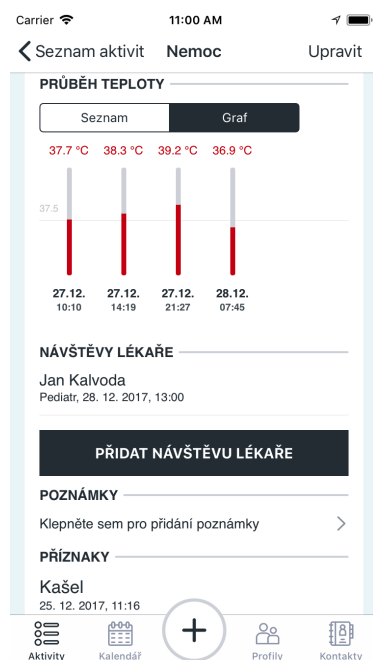 Carrier 11:00 AM
Seznam aktivit Nemoc Upravit
PRŮBĚH TEPLOTY
Seznam Graf
37.7 °C 38.3 °C 39.2 °C 36.9 °C
37.5
27.12. 27.12. 27.12. 28.12.
10:10 14:19 21:27 07:45
NÁVŠTĚVY LÉKAŘE
Jan Kalvoda
Pediatr, 28. 12. 2017, 13:00
PŘIDAT NÁVŠTĚVU LÉKAŘE
POZNÁMKY
Klepněte sem pro přidání poznámky
PŘÍZNAKY
Kašel
25. 12. 2017, 11:16
Aktivity Kalendář Profily Kontakty